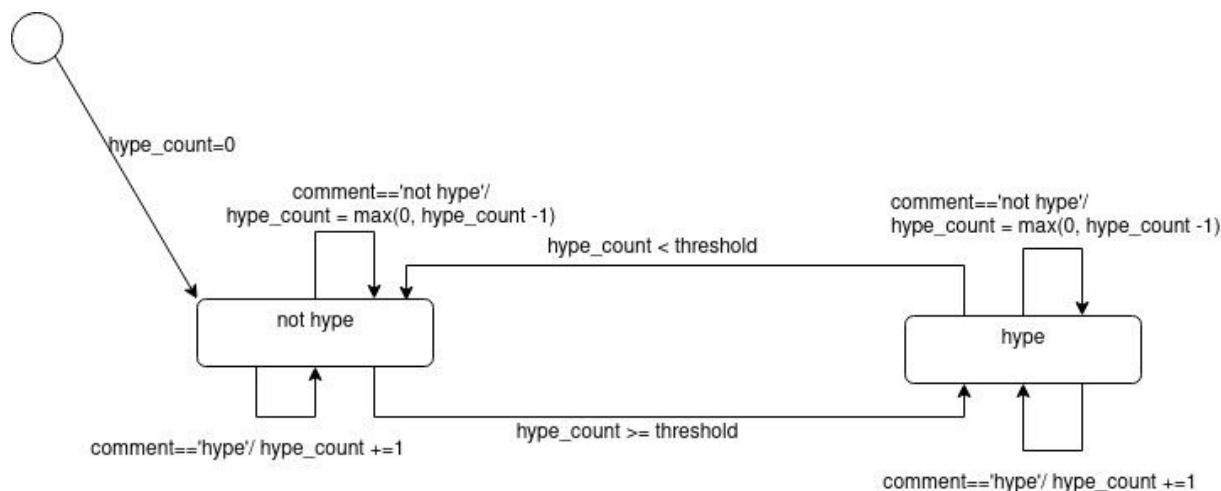 hype_count=0
comment=='not hype'/
hype_count = max(0, hype_count -1)
comment=='not hype'/
hype_count = max(0, hype_count -1)
hype_count < threshold
not hype
hype
hype_count >= threshold
comment=='hype'/ hype_count +=1
comment=='hype'/ hype_count +=1